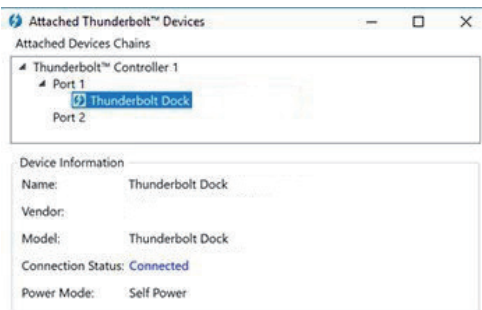 Attached Thunderbolt™ Devices
Attached Devices Chains
Thunderbolt™ Controller 1
Port 1
Thunderbolt Dock
Port 2
Device Information
Name: Thunderbolt Dock
Vendor:
Model: Thunderbolt Dock
Connection Status: Connected
Power Mode: Self Power